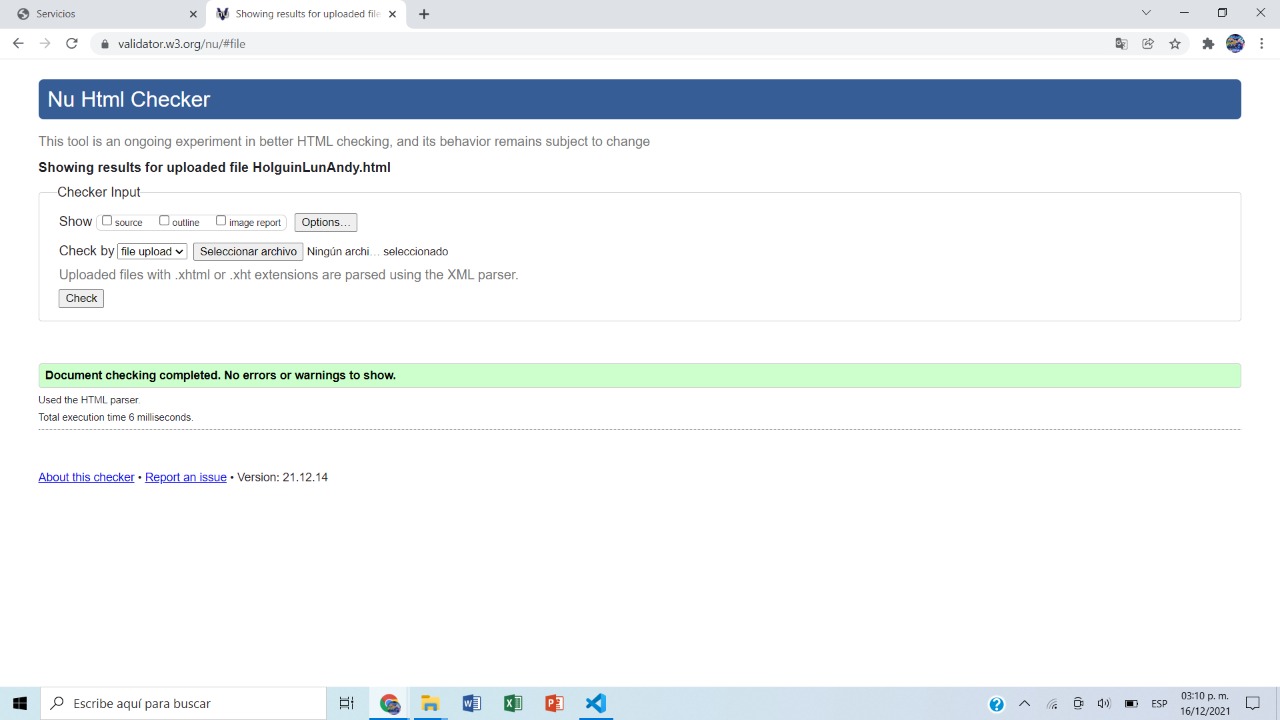 Servicios
Showing results for uploaded file
validator.w3.org/nu/#file
Nu Html Checker
This tool is an ongoing experiment in better HTML checking, and its behavior remains subject to change
Showing results for uploaded file HolguinLunAndy.html
Checker Input
Show source outline image report Options...
Check by file upload Seleccionar archivo Ningún archi... seleccionado
Uploaded files with .xhtml or .xht extensions are parsed using the XML parser.
Check
Document checking completed. No errors or warnings to show.
Used the HTML parser.
Total execution time 6 milliseconds.
About this checker • Report an issue • Version: 21.12.14
Escribe aquí para buscar
ESP
03:10 p. m.
16/12/2021